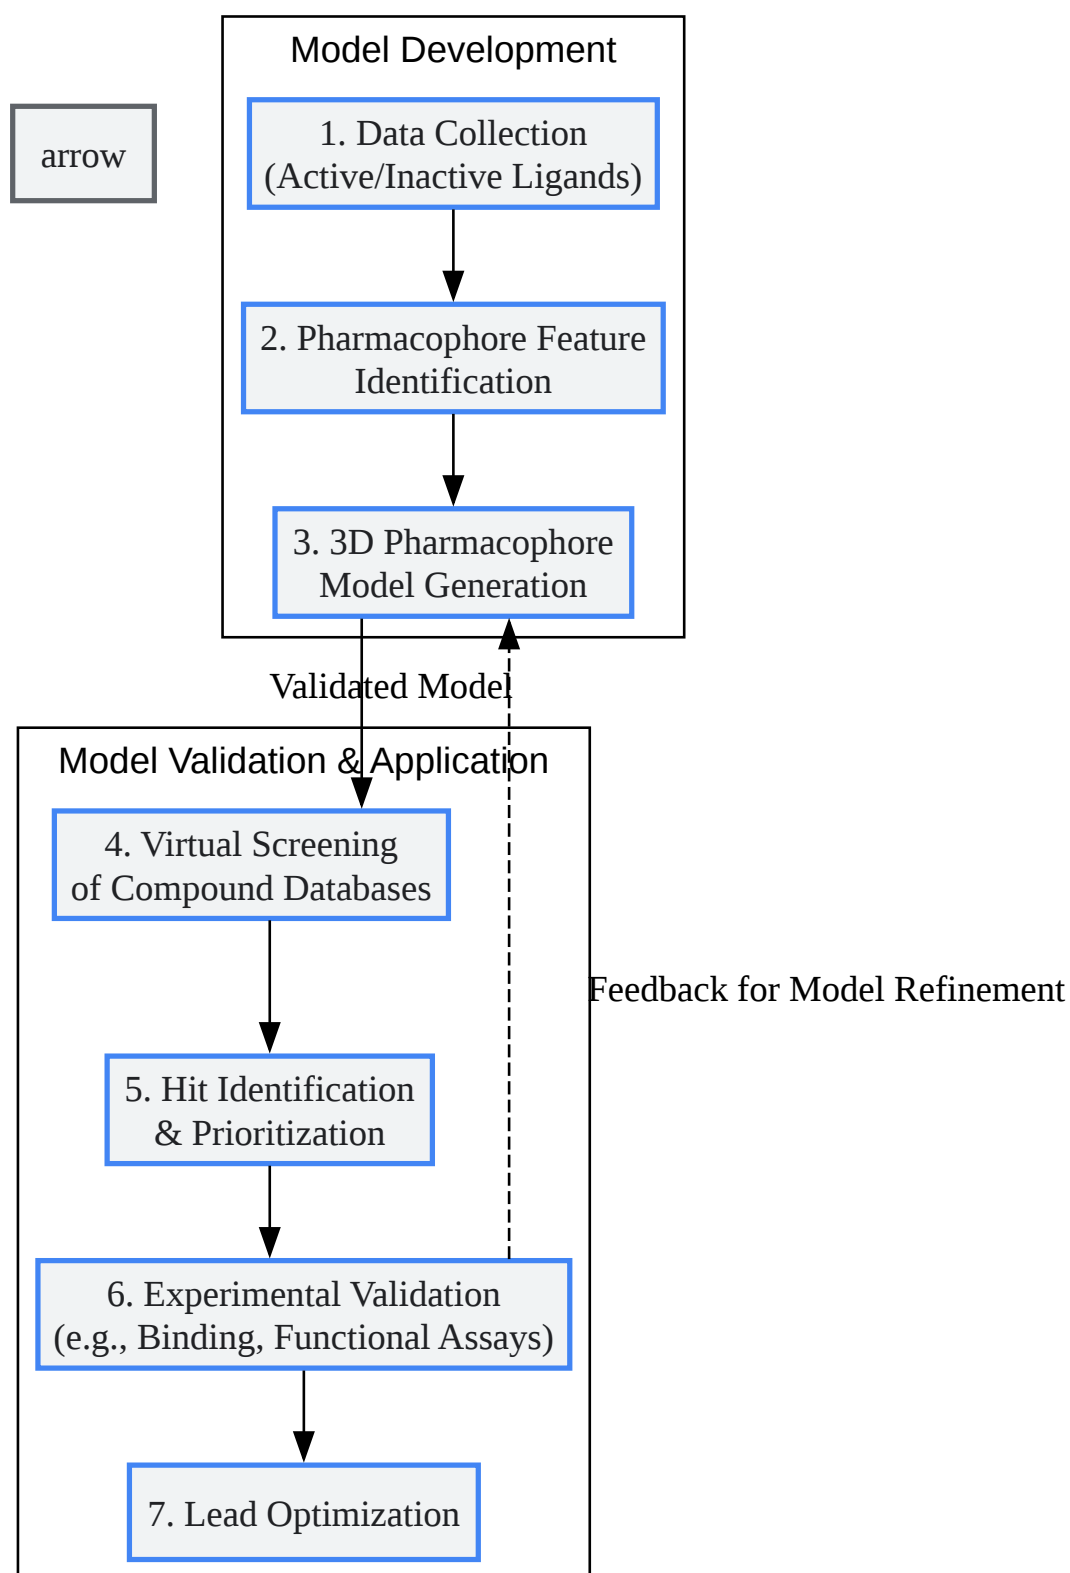 Model Development
arrow
1. Data Collection
(Active/Inactive Ligands)
2. Pharmacophore Feature
Identification
3. 3D Pharmacophore
Model Generation
Validated Model
Model Validation & Application
4. Virtual Screening
of Compound Databases
Feedback for Model Refinement
5. Hit Identification
& Prioritization
6. Experimental Validation
(e.g., Binding, Functional Assays)
7. Lead Optimization